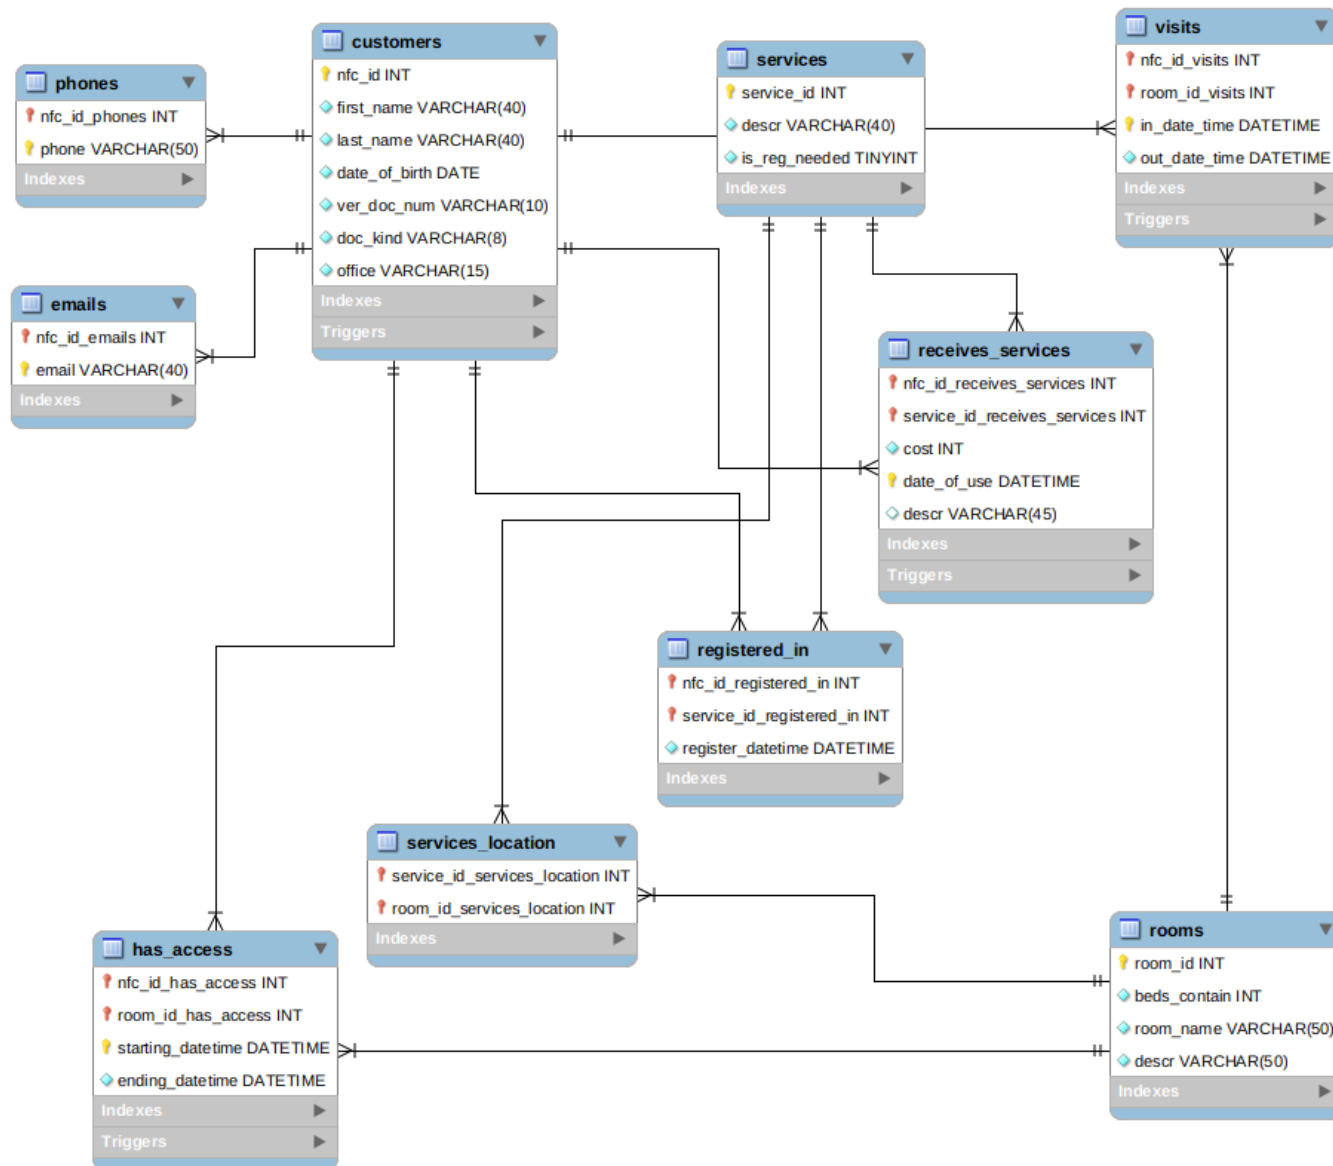 phones
nfc_id_phones INT
phone VARCHAR(50)
Indexes
customers
nfc_id INT
first_name VARCHAR(40)
last_name VARCHAR(40)
date_of_birth DATE
ver_doc_num VARCHAR(10)
doc_kind VARCHAR(8)
office VARCHAR(15)
Indexes
Triggers
services
service_id INT
descr VARCHAR(40)
is_reg_needed TINYINT
Indexes
visits
nfc_id_visits INT
room_id_visits INT
in_date_time DATETIME
out_date_time DATETIME
Indexes
Triggers
emails
nfc_id_emails INT
email VARCHAR(40)
Indexes
receives_services
nfc_id_receives_services INT
service_id_receives_services INT
cost INT
date_of_use DATETIME
descr VARCHAR(45)
Indexes
Triggers
registered_in
nfc_id_registered_in INT
service_id_registered_in INT
register_datetime DATETIME
Indexes
services_location
service_id_services_location INT
room_id_services_location INT
Indexes
has_access
nfc_id_has_access INT
room_id_has_access INT
starting_datetime DATETIME
ending_datetime DATETIME
Indexes
Triggers
rooms
room_id INT
beds_contain INT
room_name VARCHAR(50)
descr VARCHAR(50)
Indexes